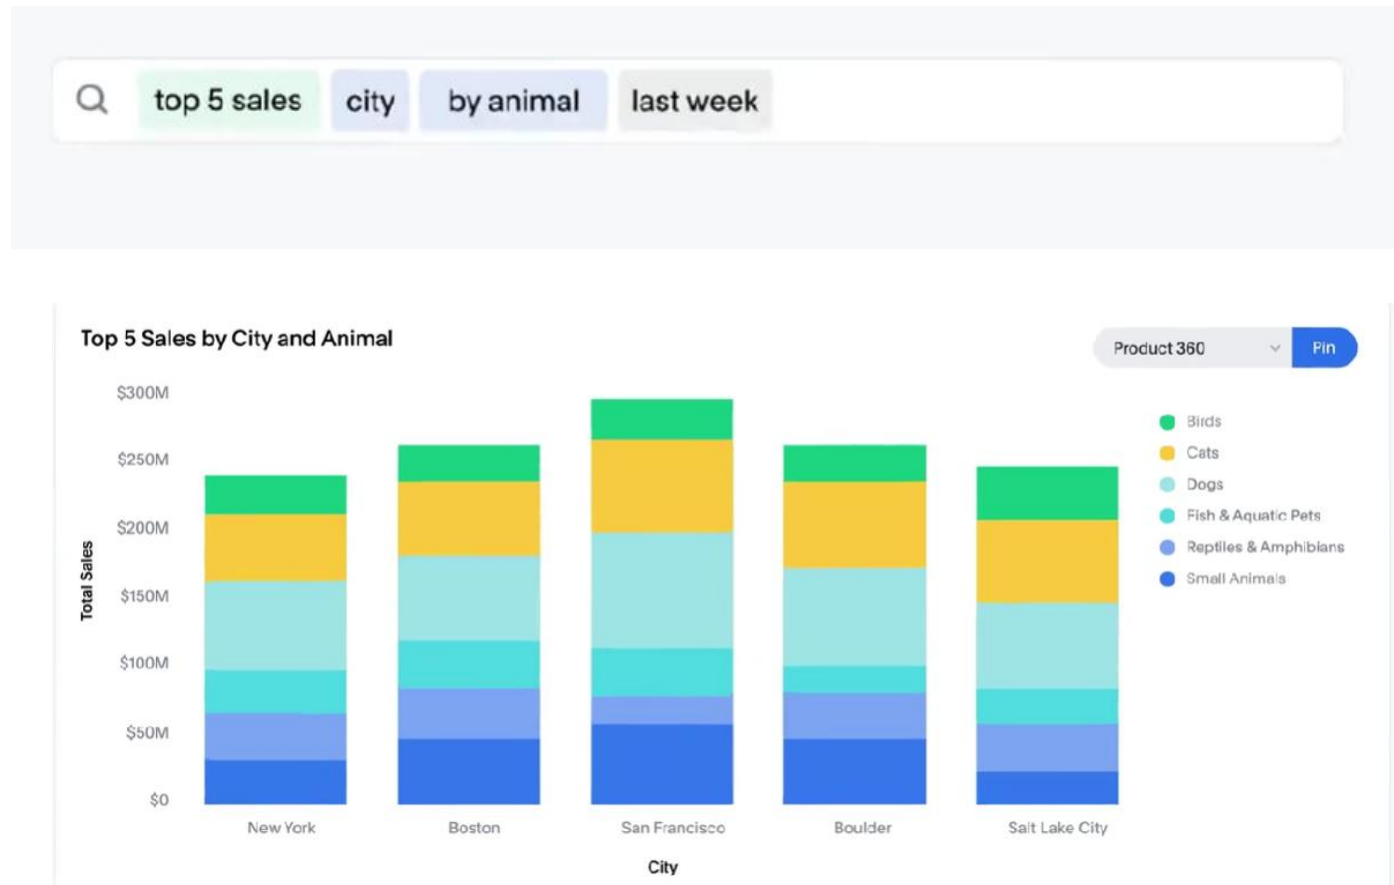 top 5 sales city by animal last week
Top 5 Sales by City and Animal
Product 360 Pin
$300M
$250M
$200M
$150M
$100M
$50M
$0
Total Sales
Birds
Cats
Dogs
Fish & Aquatic Pets
Reptiles & Amphibians
Small Animals
New York Boston San Francisco Boulder Salt Lake City
City